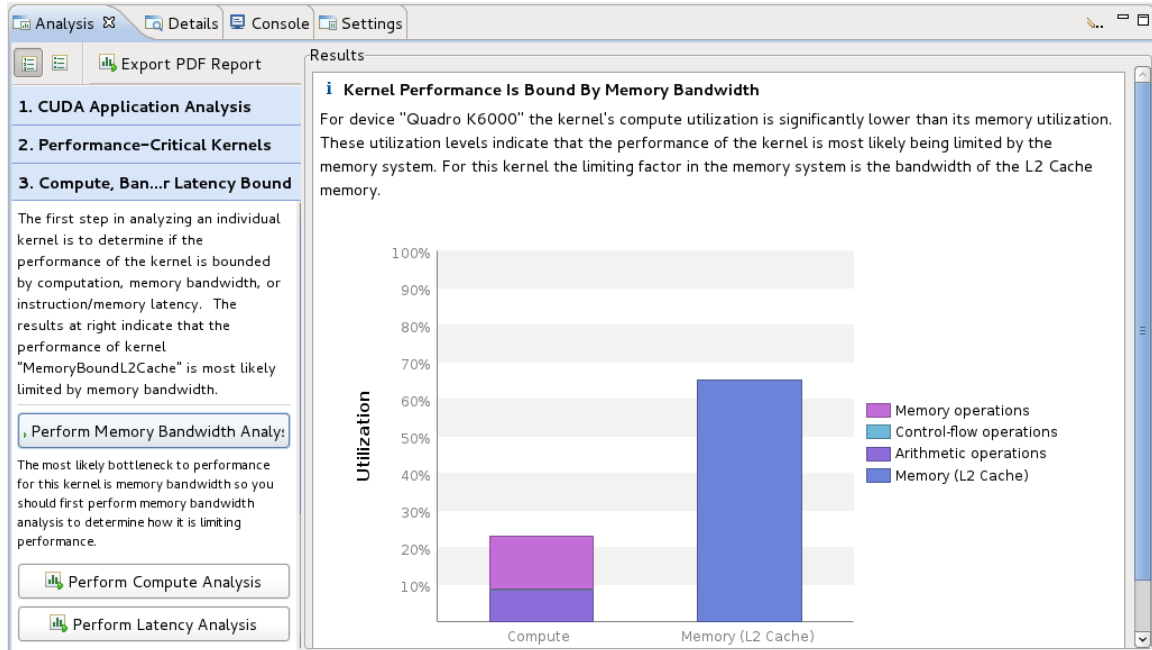 Analysis Details Console Settings
Export PDF Report
1. CUDA Application Analysis
2. Performance-Critical Kernels
3. Compute, Ban...r Latency Bound
The first step in analyzing an individual
kernel is to determine if the
performance of the kernel is bounded
by computation, memory bandwidth, or
instruction/memory latency. The
results at right indicate that the
performance of kernel
"MemoryBoundL2Cache" is most likely
limited by memory bandwidth.
Perform Memory Bandwidth Analys
The most likely bottleneck to performance
for this kernel is memory bandwidth so you
should first perform memory bandwidth
analysis to determine how it is limiting
performance.
Perform Compute Analysis
Perform Latency Analysis
Results
i Kernel Performance Is Bound By Memory Bandwidth
For device "Quadro K6000" the kernel's compute utilization is significantly lower than its memory utilization.
These utilization levels indicate that the performance of the kernel is most likely being limited by the
memory system. For this kernel the limiting factor in the memory system is the bandwidth of the L2 Cache
memory.
100%
90%
80%
70%
60%
50%
40%
30%
20%
10%
Utilization
Compute Memory (L2 Cache)
Memory operations
Control-flow operations
Arithmetic operations
Memory (L2 Cache)